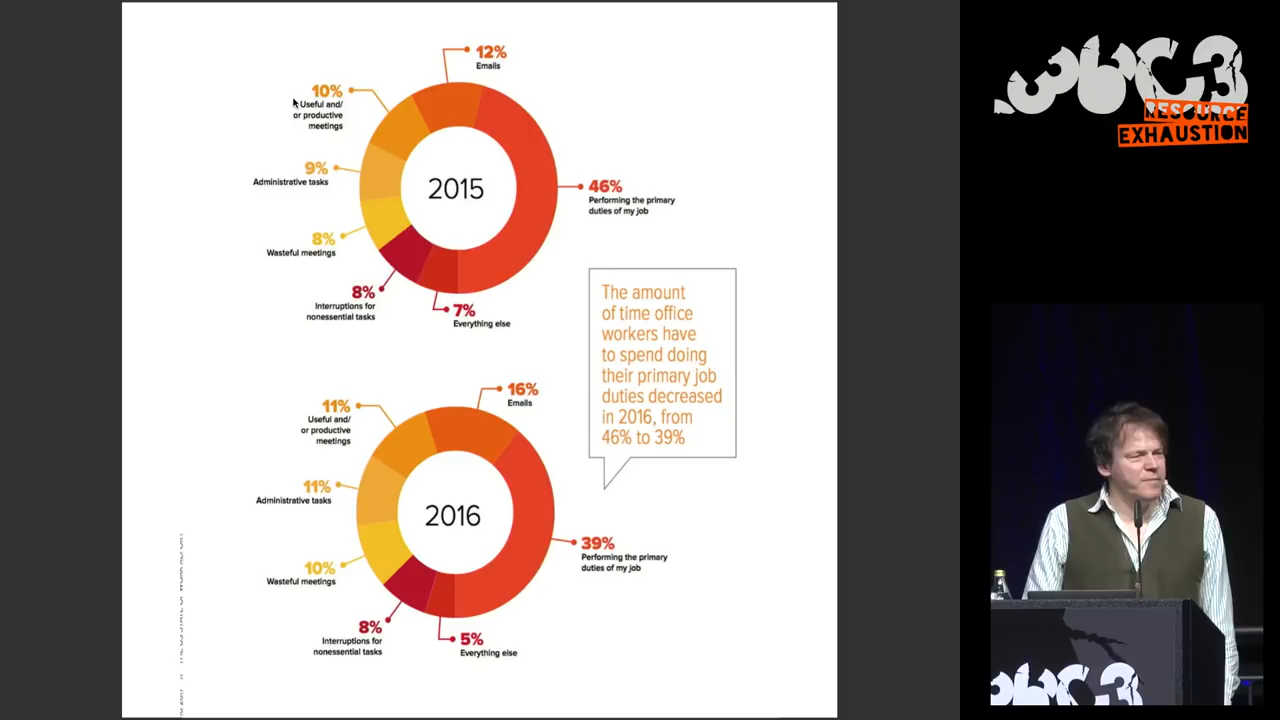 12%
Emails
10%
Useful and/
or productive
meetings
9%
Administrative tasks
8%
Wasteful meetings
8%
Interruptions for
nonessential tasks
7%
Everything else
46%
Performing the primary
duties of my job
2015
The amount
of time office
workers have
to spend doing
their primary job
duties decreased
in 2016, from
46% to 39%
16%
Emails
11%
Useful and/
or productive
meetings
11%
Administrative tasks
10%
Wasteful meetings
8%
Interruptions for
nonessential tasks
5%
Everything else
39%
Performing the primary
duties of my job
2016
36C3
RESOURCE
EXHAUSTION
36C3